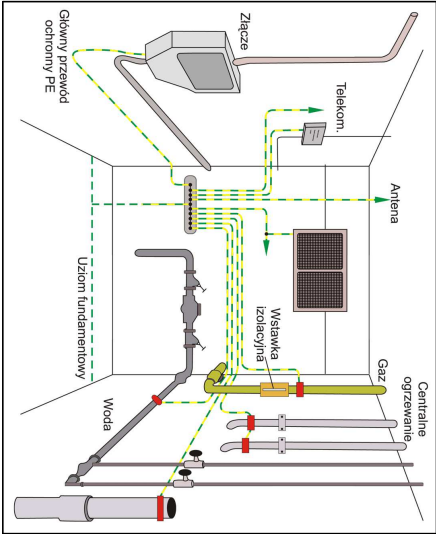 Złącze
Główny przewód
ochronny PE
Telekom.
Antena
Uziom fundamentowy
Wstawka
izolacyjna
Gaz
Centralne
ogrzewanie
Woda